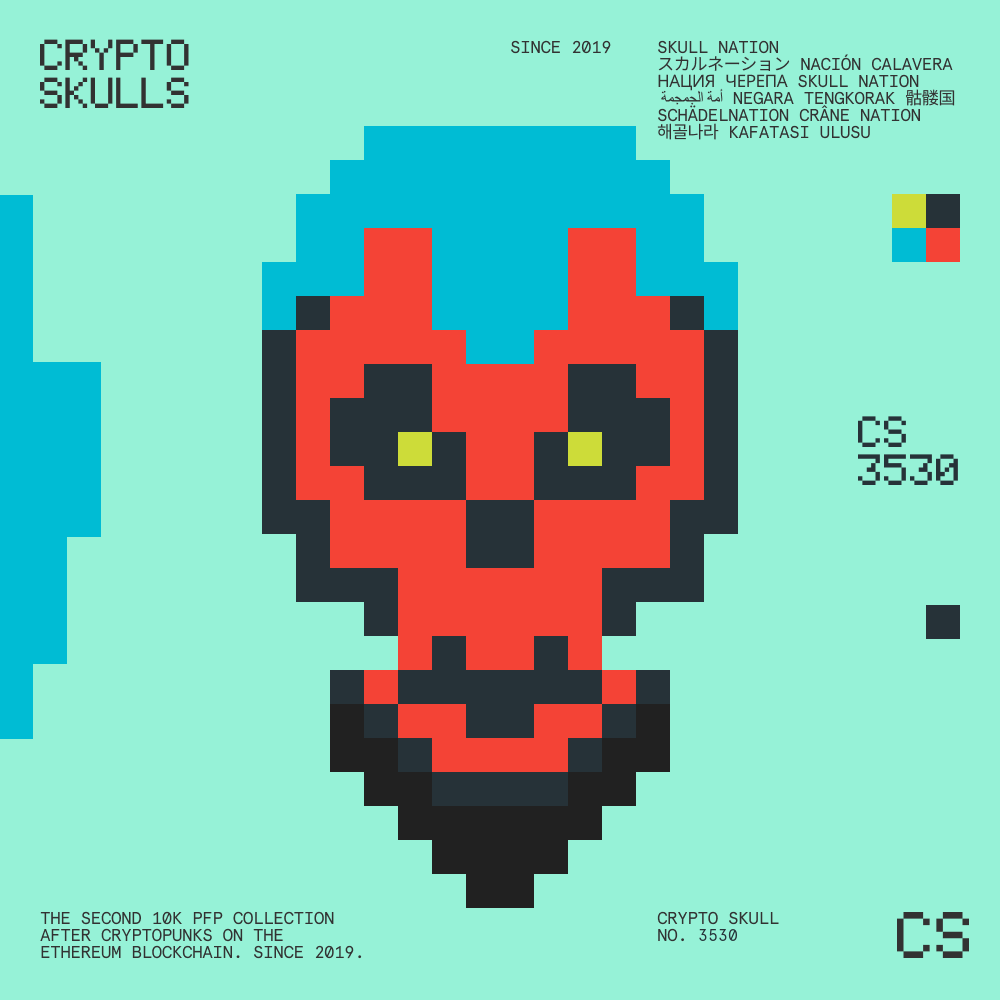 CRYPTO
SKULLS
SINCE 2019
SKULL NATION
スカルネーション NACIÓN CALAVERA
НАЦИЯ ЧЕРЕПА SKULL NATION
أمة الجمجمة NEGARA TENGKORAK 骷髅国
SCHÄDELNATION CRÂNE NATION
해골나라 KAFATASI ULUSU
CS
3530
THE SECOND 10K PFP COLLECTION
AFTER CRYPTOPUNKS ON THE
ETHEREUM BLOCKCHAIN. SINCE 2019.
CRYPTO SKULL
NO. 3530
CS